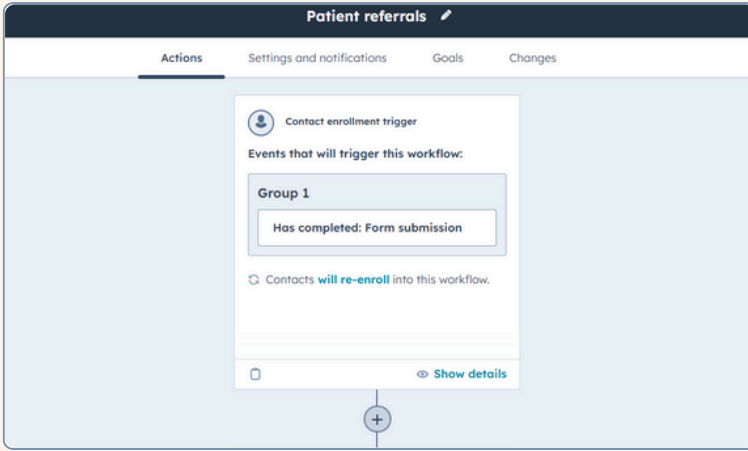 Patient referrals
Actions Settings and notifications Goals Changes
Contact enrollment trigger
Events that will trigger this workflow:
Group 1
Has completed: Form submission
Contacts will re-enroll into this workflow.
Show details